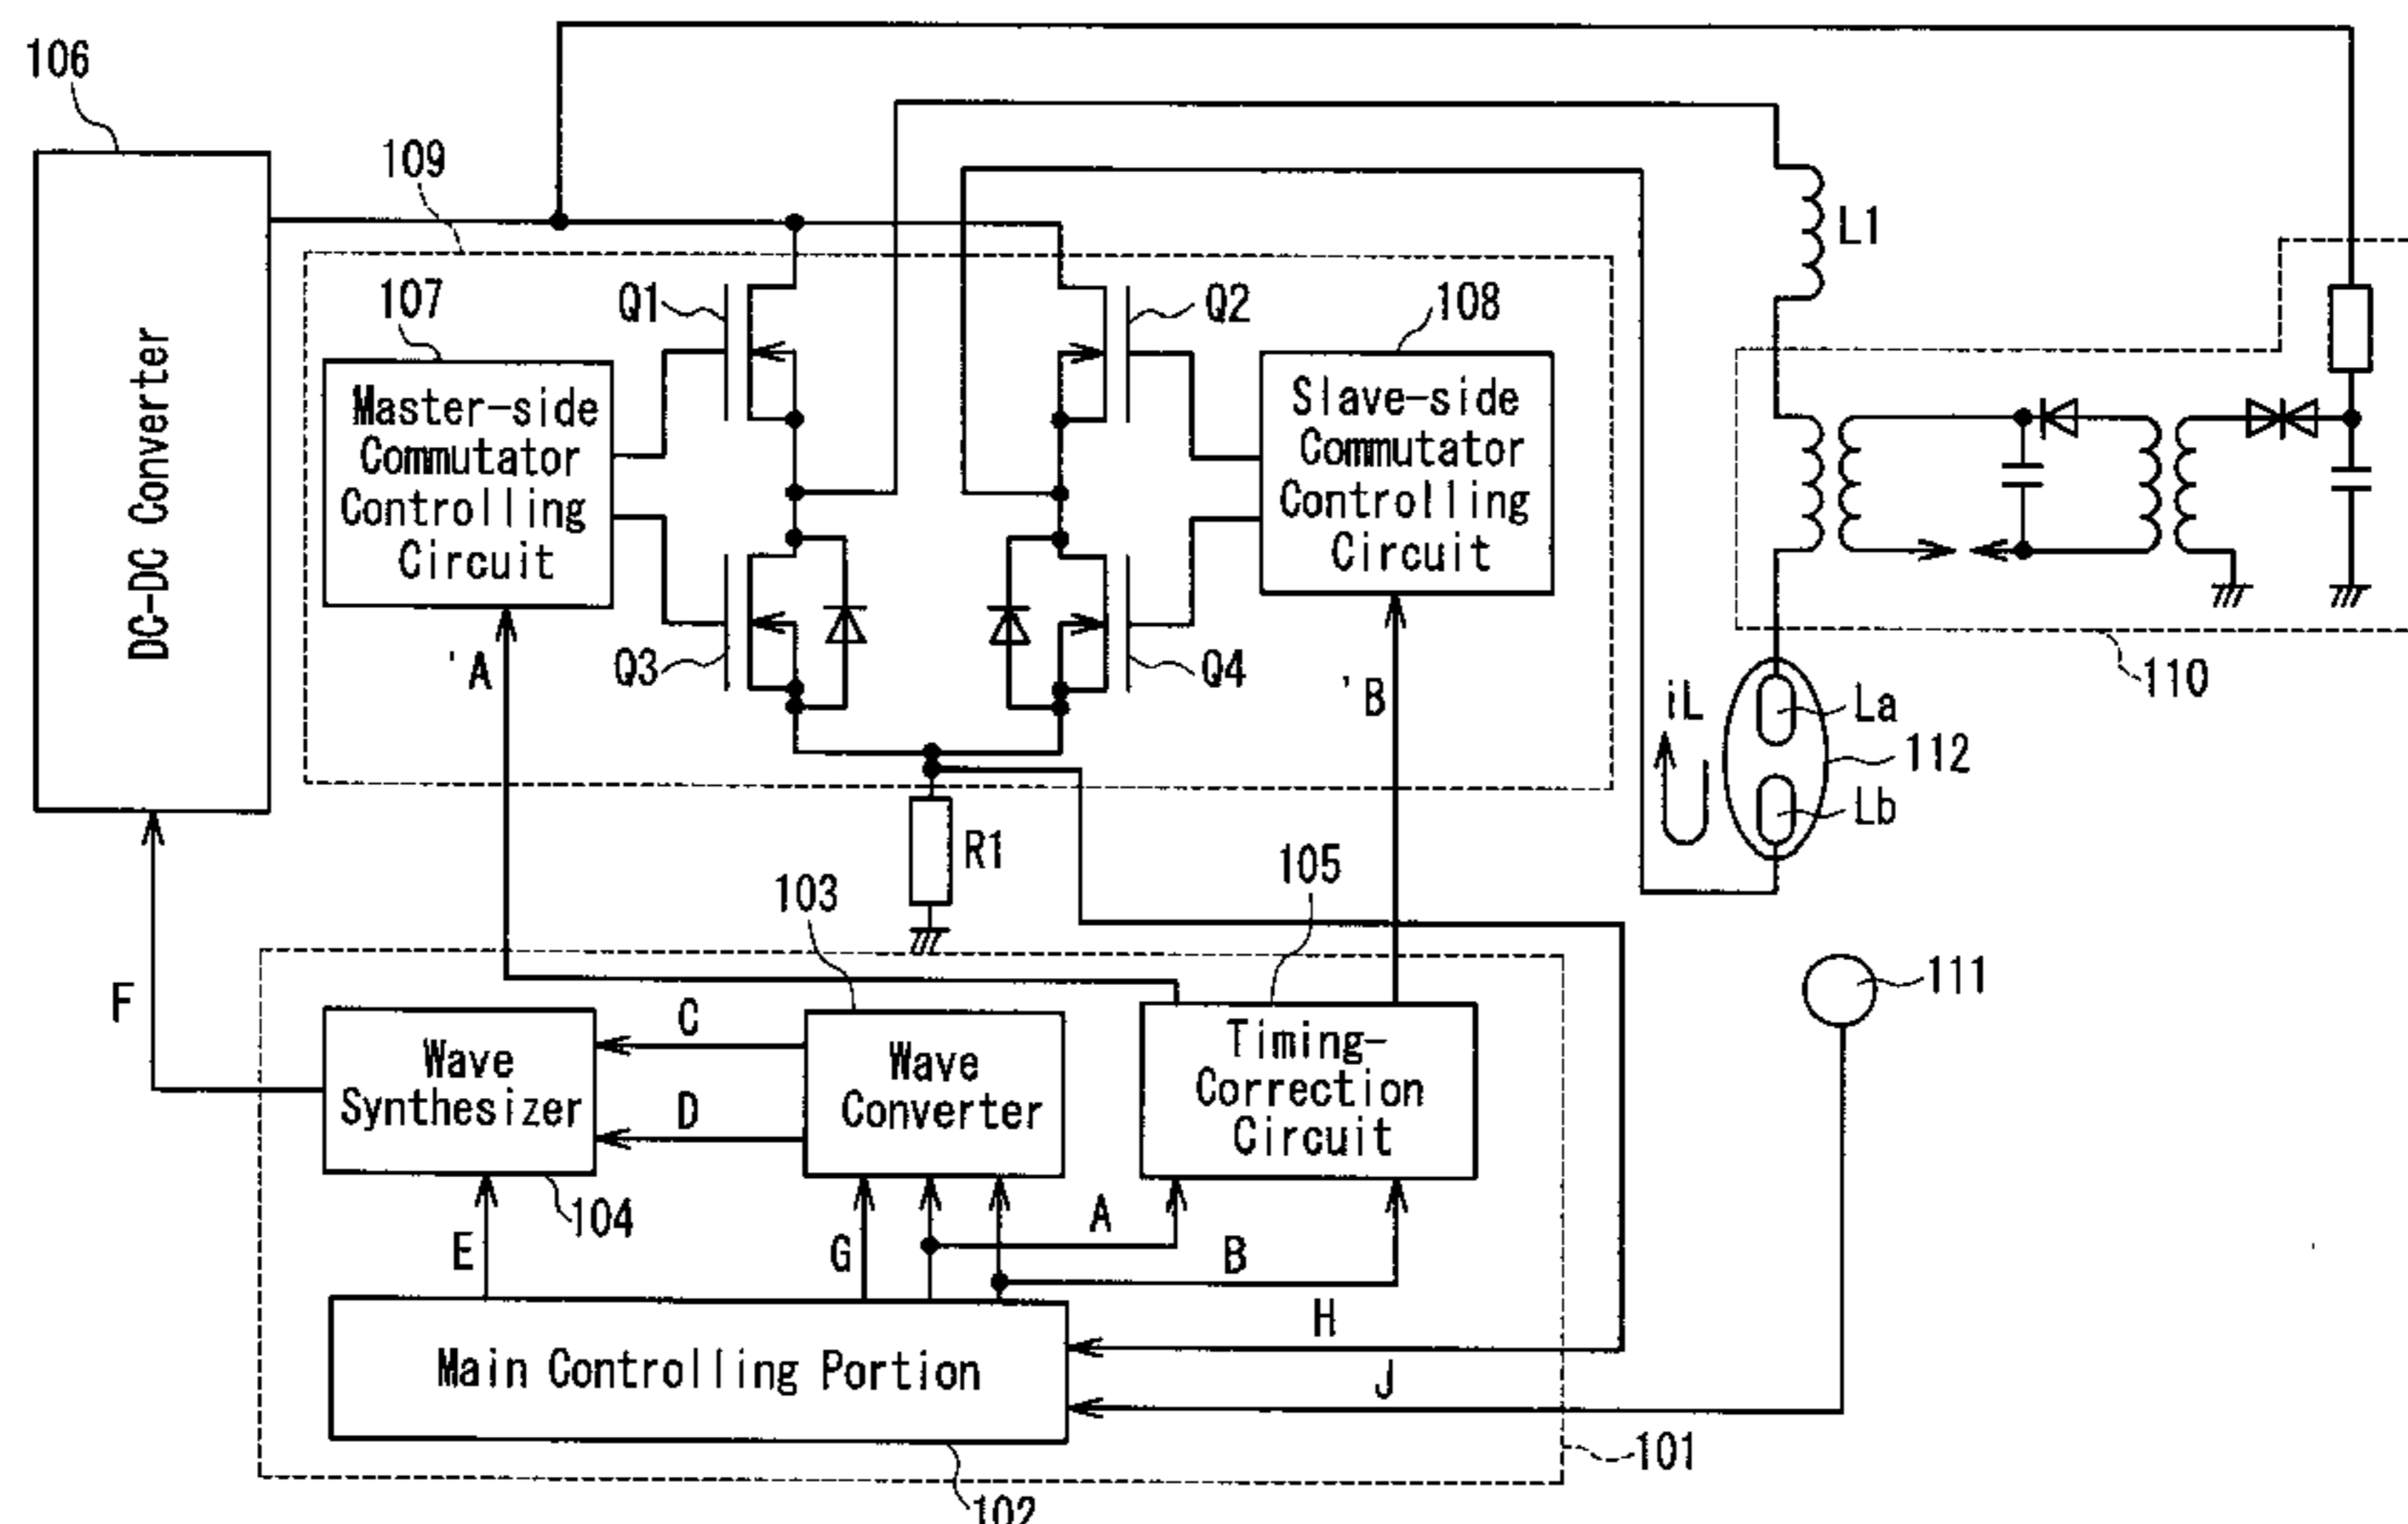 106
109
DC-DC Converter
107
Master-side
Commutator
Controlling
Circuit
Q1
Q2
Q3
Q4
108
Slave-side
Commutator
Controlling
Circuit
L1
110
'A
'B
iL
La
112
Lb
R1
103
105
111
F
Wave
Synthesizer
104
C
D
Wave
Converter
Timing-
Correction
Circuit
E
G
A
B
H
J
Main Controlling Portion
101
102